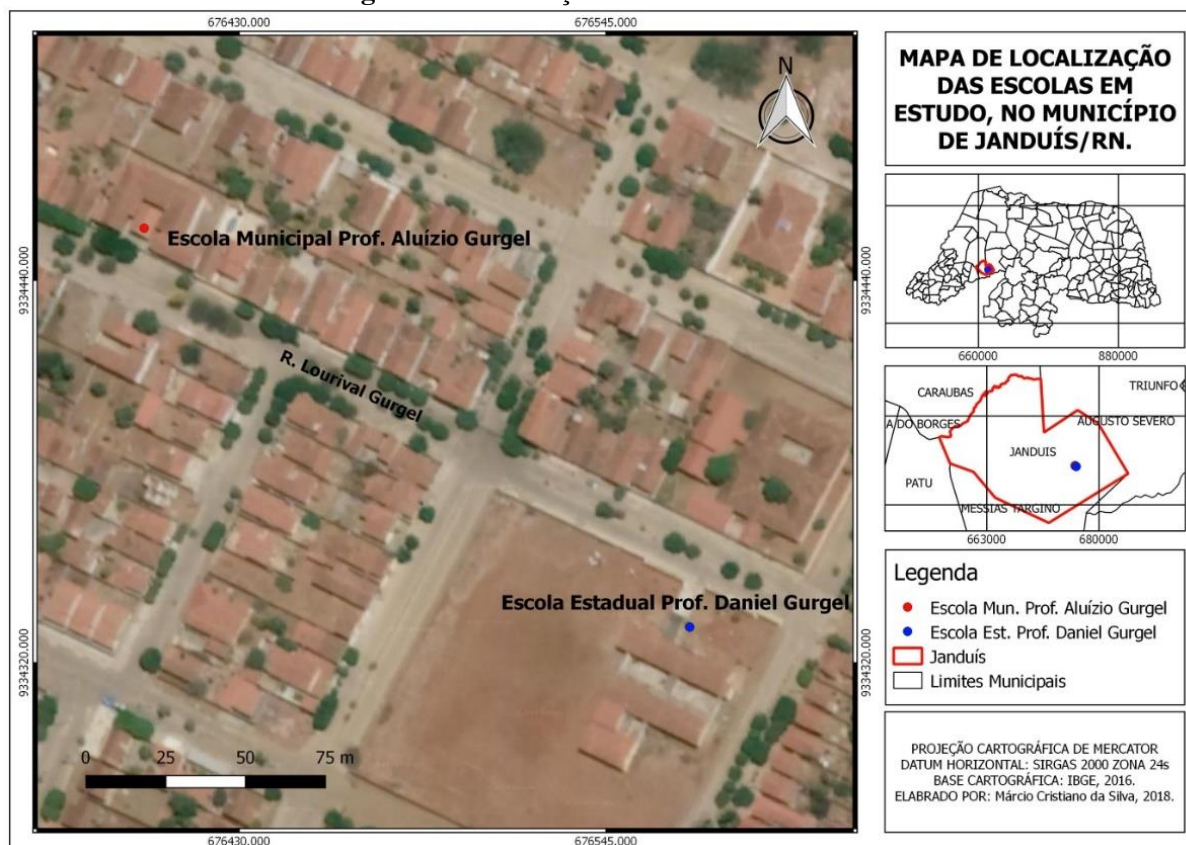 676430.000
676545.000
N
Escola Municipal Prof. Aluízio Gurgel
9334440.000
9334440.000
R. Lourival Gurgel
Escola Estadual Prof. Daniel Gurgel
9334320.000
9334320.000
0 25 50 75 m
676430.000
676545.000
MAPA DE LOCALIZAÇÃO
DAS ESCOLAS EM
ESTUDO, NO MUNICÍPIO
DE JANDUÍS/RN.
660000
880000
CARAUBAS
TRIUNFO
A DO BORGES
AUGUSTO SEVERO
JANDUIS
PATU
MESSIAS TARGINO
663000
680000
Legenda
Escola Mun. Prof. Aluízio Gurgel
Escola Est. Prof. Daniel Gurgel
Janduís
Limites Municipais
PROJEÇÃO CARTOGRÁFICA DE MERCATOR
DATUM HORIZONTAL: SIRGAS 2000 ZONA 24s
BASE CARTOGRÁFICA: IBGE, 2016.
ELABRADO POR: Márcio Cristiano da Silva, 2018.